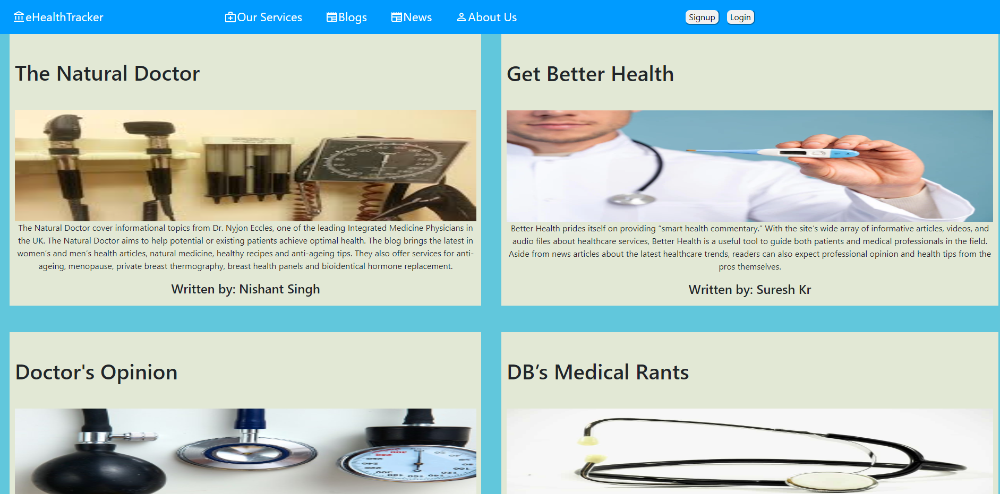 eHealthTracker
Our Services
Blogs
News
About Us
Signup
Login
The Natural Doctor
The Natural Doctor cover informational topics from Dr. Nyjon Eccles, one of the leading Integrated Medicine Physicians in
the UK. The Natural Doctor aims to help potential or existing patients achieve optimal health. The blog brings the latest in
women's and men's health articles, natural medicine, healthy recipes and anti-ageing tips. They also offer services for anti-
ageing, menopause, private breast thermography, breast health panels and bioidentical hormone replacement.
Written by: Nishant Singh
Get Better Health
Better Health prides itself on providing “smart health commentary.” With the site’s wide array of informative articles, videos, and
audio files about healthcare services, Better Health is a useful tool to guide both patients and medical professionals in the field.
Aside from news articles about the latest healthcare trends, readers can also expect professional opinion and health tips from the
pros themselves.
Written by: Suresh Kr
Doctor's Opinion
DB’s Medical Rants